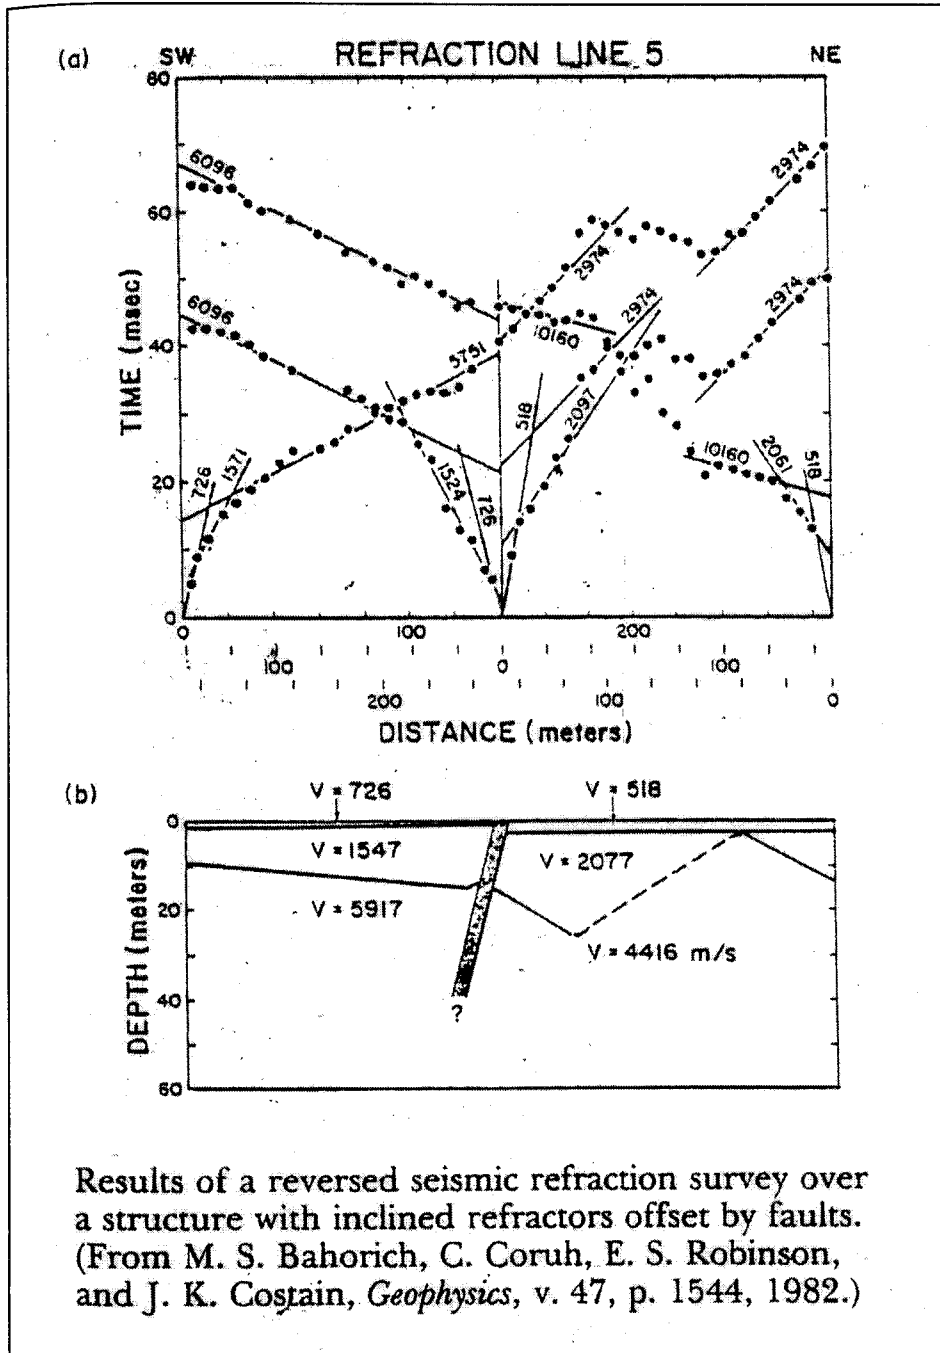 (a) SW REFRACTION LINE 5 NE
80
60
40
20
0
TIME (msec)
6096
6096
726
1571
5751
1524
726
518
2974
2974
10160
2097
2974
2974
10160
2061
518
0 100 200
100 0 100
200 100 0
DISTANCE (meters)
(b) V = 726 V = 518
0
20
40
60
DEPTH (meters)
V = 1547 V = 2077
V = 5917
V = 4416 m/s
?
Results of a reversed seismic refraction survey over
a structure with inclined refractors offset by faults.
(From M. S. Bahorich, C. Coruh, E. S. Robinson,
and J. K. Costain, Geophysics, v. 47, p. 1544, 1982.)